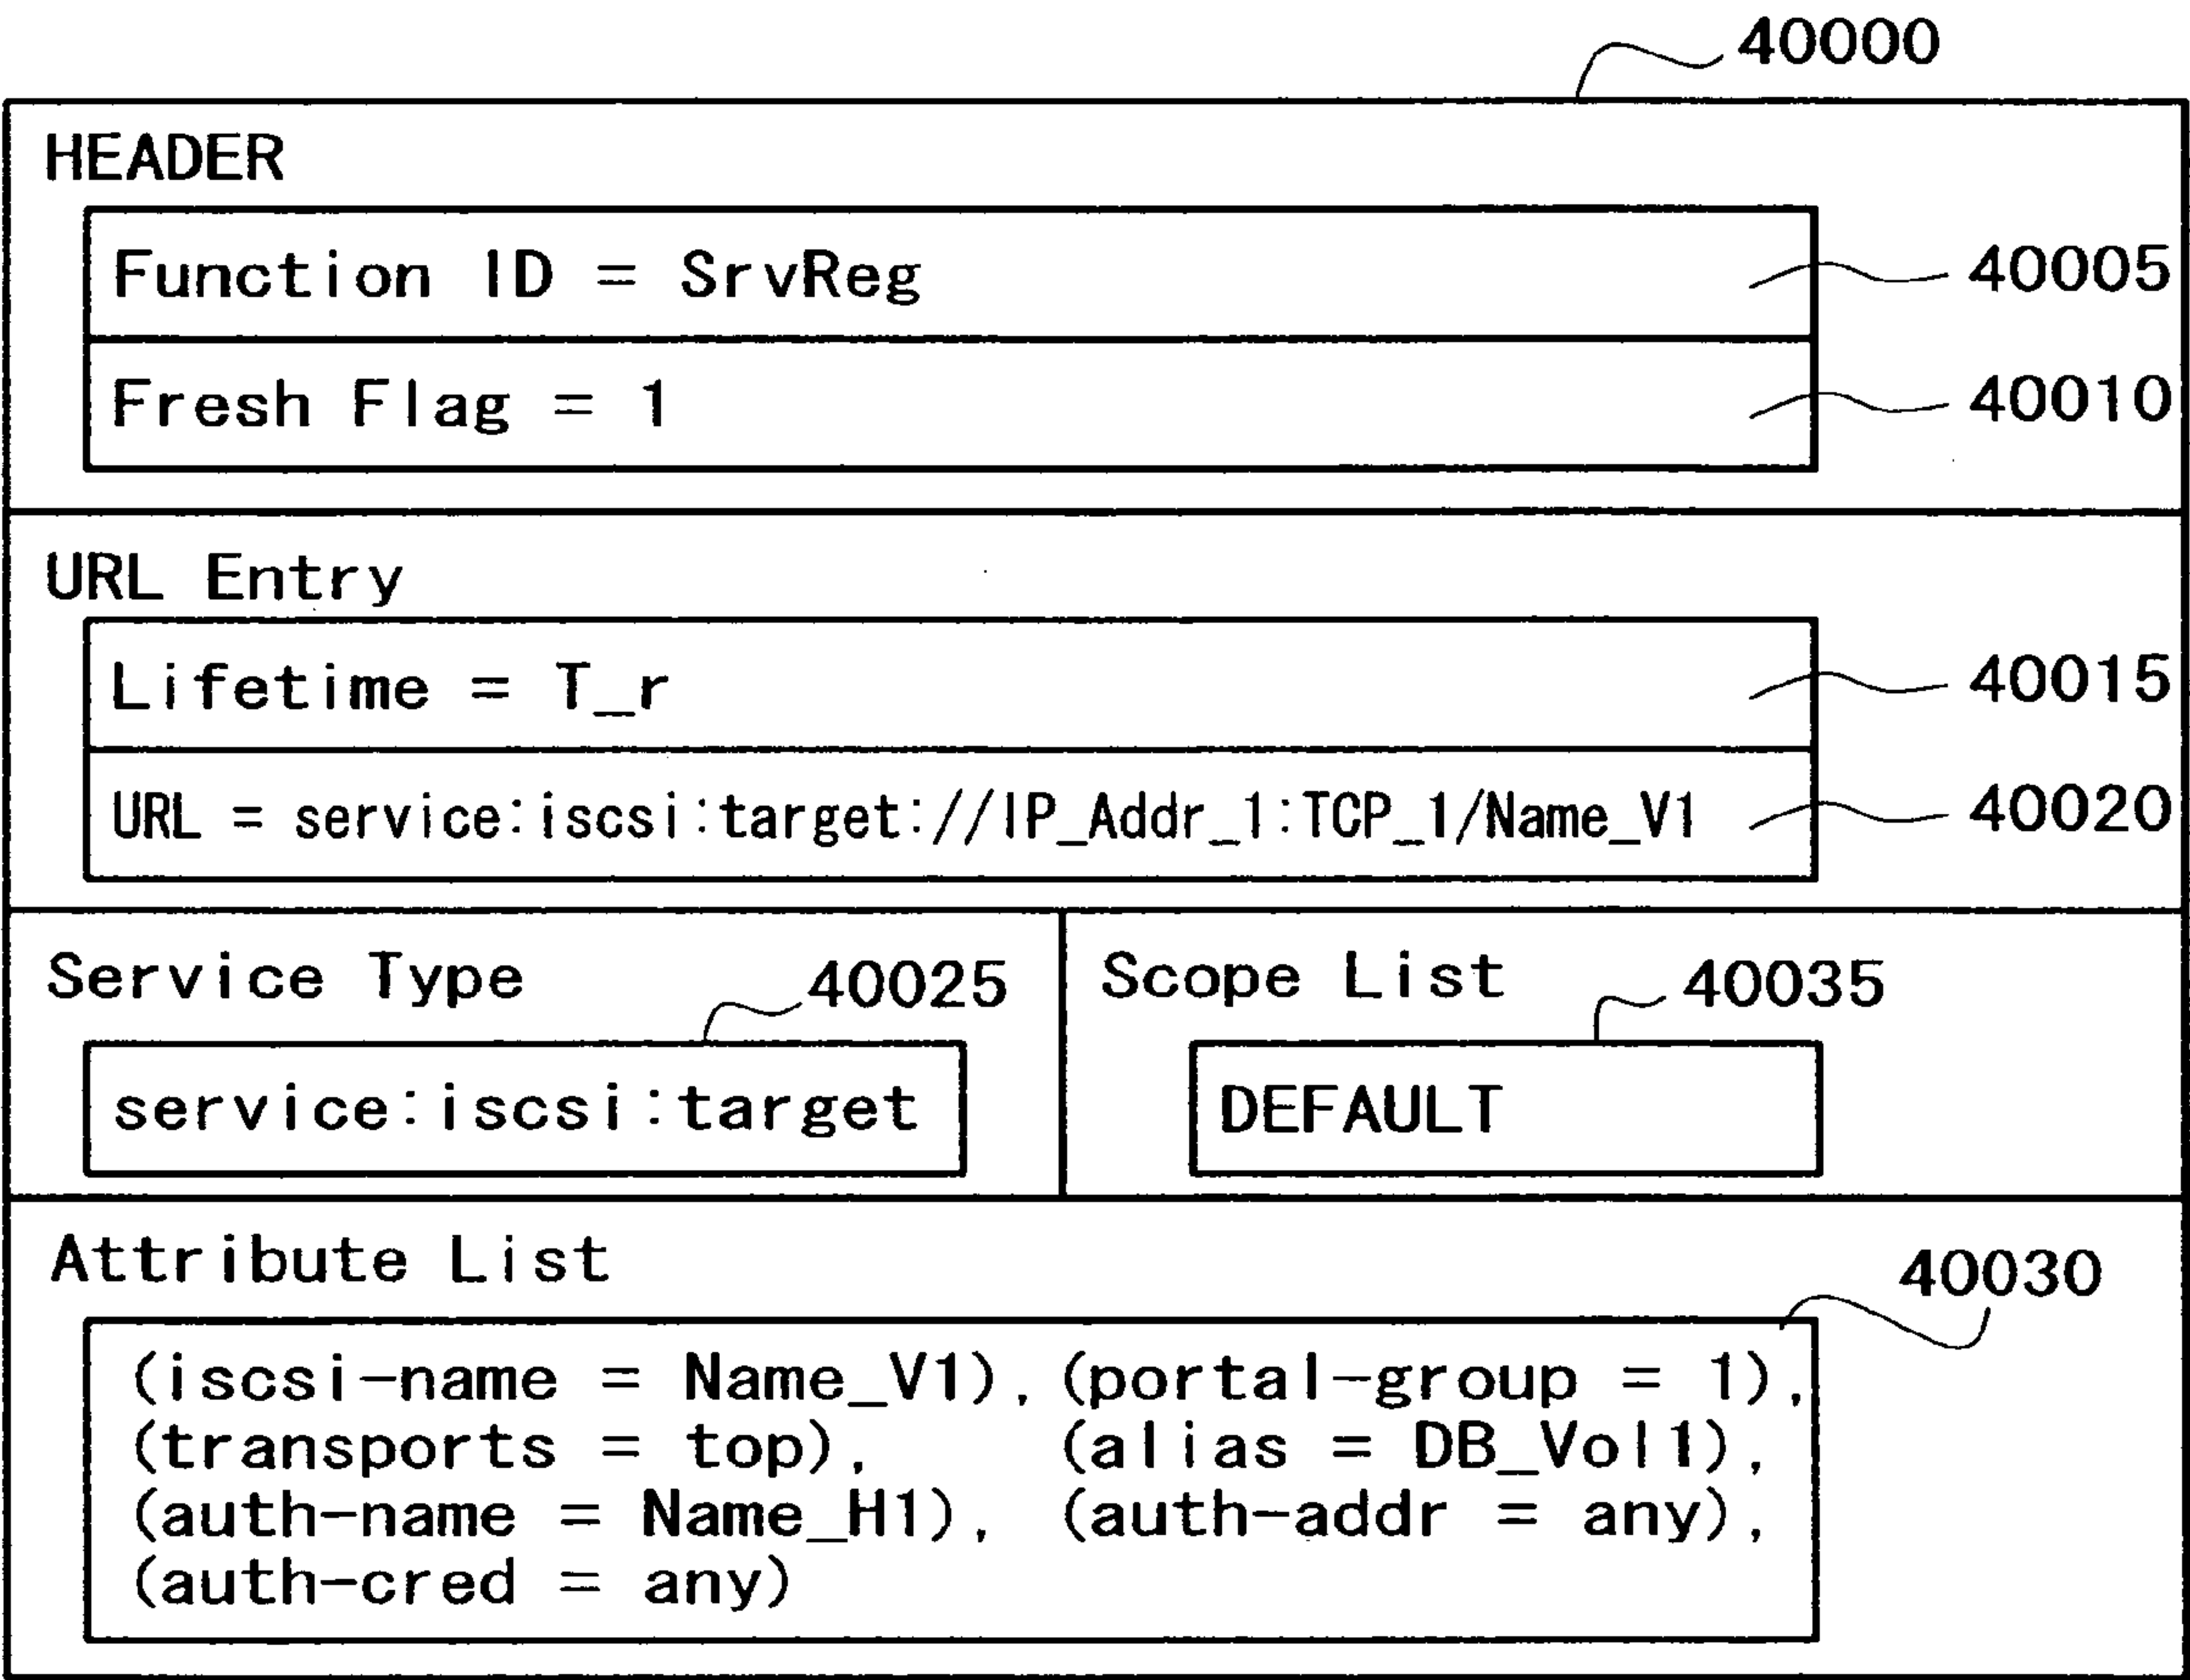 40000
HEADER
Function ID = SrvReg 40005
Fresh Flag = 1 40010
URL Entry
Lifetime = T_r 40015
URL = service:iscsi:target://IP_Addr_1:TCP_1/Name_V1 40020
Service Type 40025 Scope List 40035
service:iscsi:target DEFAULT
Attribute List 40030
(iscsi-name = Name_V1), (portal-group = 1),
(transports = top), (alias = DB_Vol1),
(auth-name = Name_H1), (auth-addr = any),
(auth-cred = any)